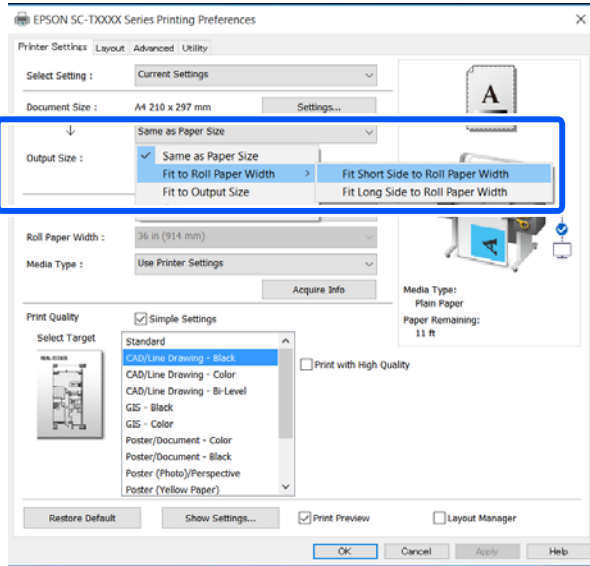 EPSON SC-TXXXX Series Printing Preferences
Printer Settings Layout Advanced Utility
Select Setting : Current Settings
Document Size : A4 210 x 297 mm Settings...
↓ Same as Paper Size
Output Size : ✓ Same as Paper Size
Fit to Roll Paper Width > Fit Short Side to Roll Paper Width
Fit to Output Size Fit Long Side to Roll Paper Width
A
Roll Paper Width : 36 in (914 mm)
Media Type : Use Printer Settings
Acquire Info
Media Type:
Plain Paper
Paper Remaining:
11 ft
Print Quality Simple Settings
Select Target
REAL ESTATE
Standard
CAD/Line Drawing - Black
CAD/Line Drawing - Color
CAD/Line Drawing - Bi-Level
GIS - Black
GIS - Color
Poster/Document - Color
Poster/Document - Black
Poster (Photo)/Perspective
Poster (Yellow Paper)
Print with High Quality
Restore Default Show Settings... Print Preview Layout Manager
OK Cancel Apply Help